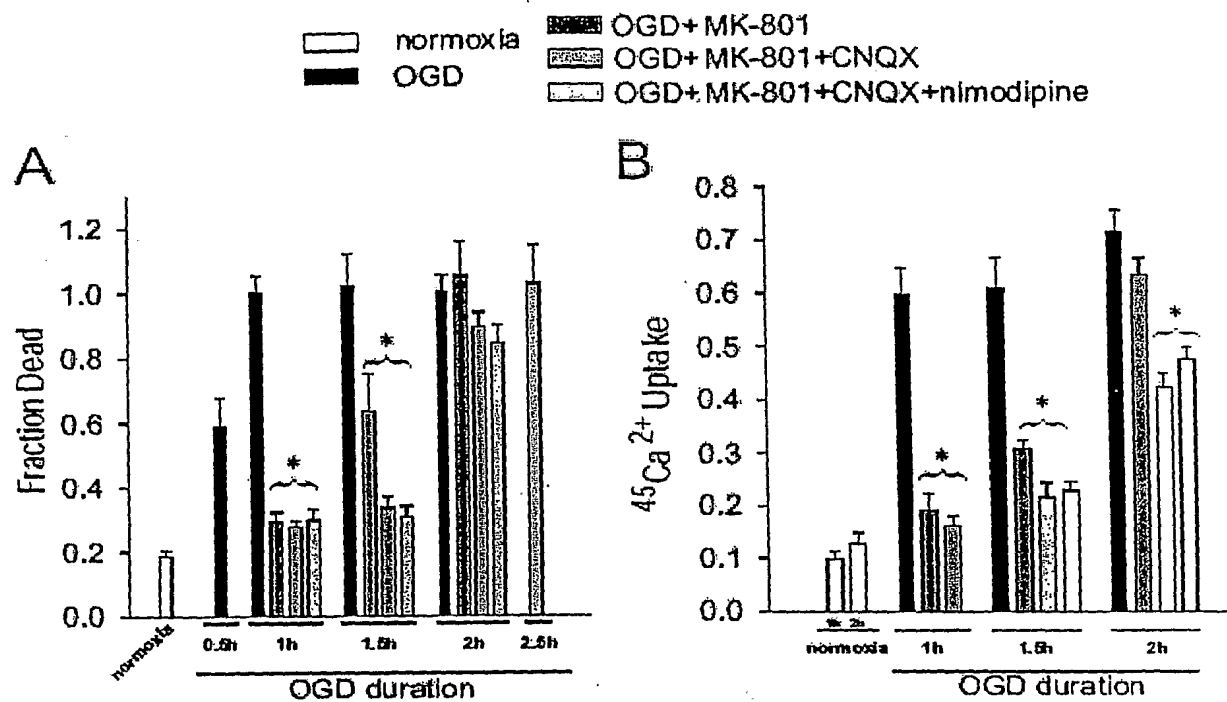 normoxia
OGD
OGD+MK-801
OGD+MK-801+CNQX
OGD+MK-801+CNQX+nimodipine
A
Fraction Dead
1.2
1.0
0.8
0.6
0.4
0.2
0.0
*
*
normoxia
0.5h
1h
1.5h
2h
2.5h
OGD duration
B
45Ca2+ Uptake
0.8
0.7
0.6
0.5
0.4
0.3
0.2
0.1
0.0
*
*
*
1h 2h
normoxia
1h
1.5h
2h
OGD duration